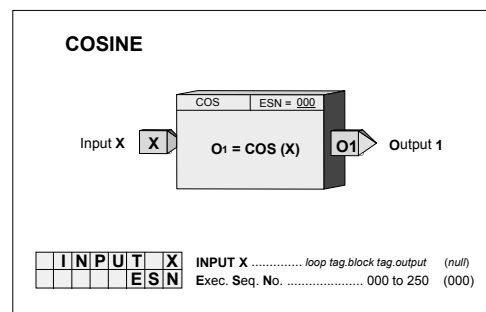 COSINE
COS ESN = 000
Input X X O1 = COS (X) O1 Output 1
INPUT X INPUT X .............. loop tag.block tag.output (null)
ESN Exec. Seq. No. ..................... 000 to 250 (000)